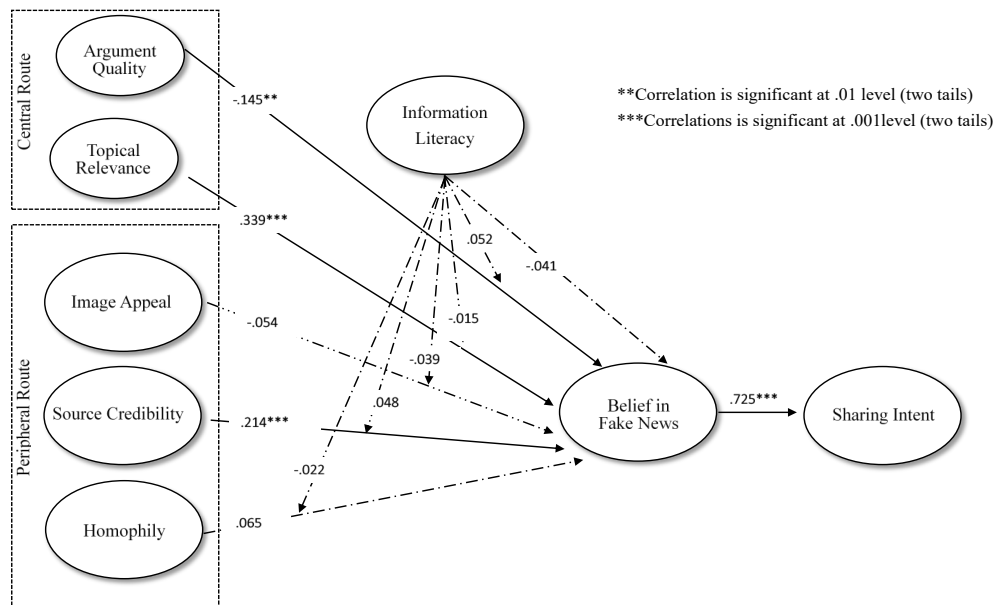 Central Route
Argument
Quality
Topical
Relevance
Peripheral Route
Image Appeal
Source Credibility
Homophily
Information
Literacy
**Correlation is significant at .01 level (two tails)
***Correlations is significant at .001level (two tails)
-.145**
.339***
-.054
.214***
.065
.052
-.041
-.015
-.039
.048
-.022
Belief in
Fake News
.725***
Sharing Intent